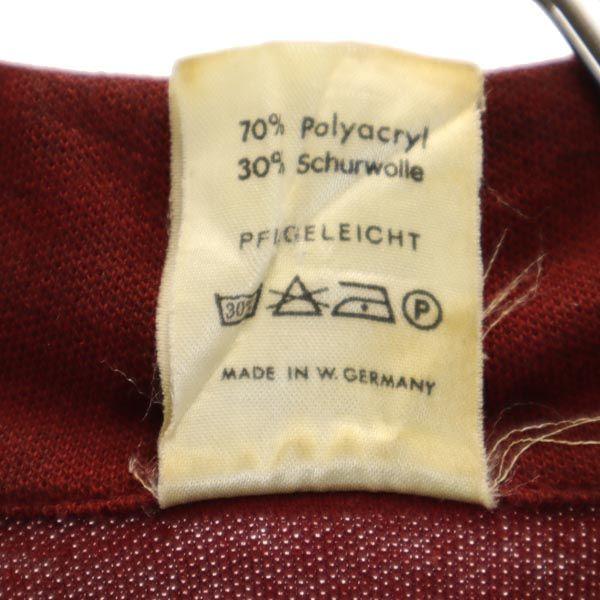 70% Polyacryl
30% Schurwolle
PFLEGELEICHT
30° P
MADE IN W. GERMANY